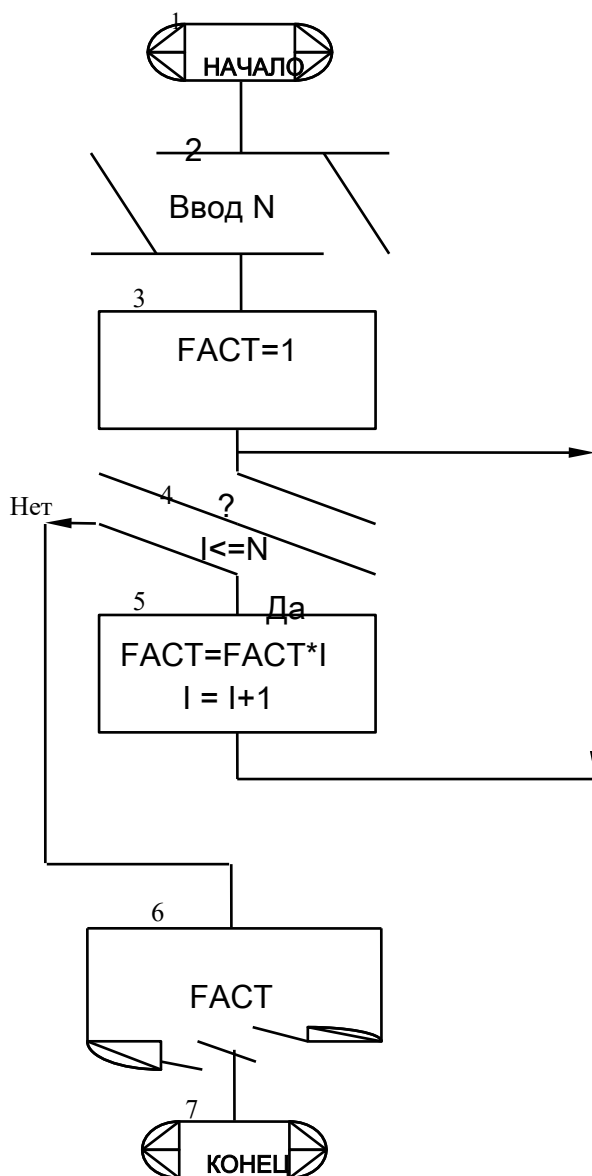 1
НАЧАЛО
2
Ввод N
3
FACT=1
4
?
Нет
I<=N
Да
5
FACT=FACT*I
I = I+1
6
FACT
7
КОНЕЦ